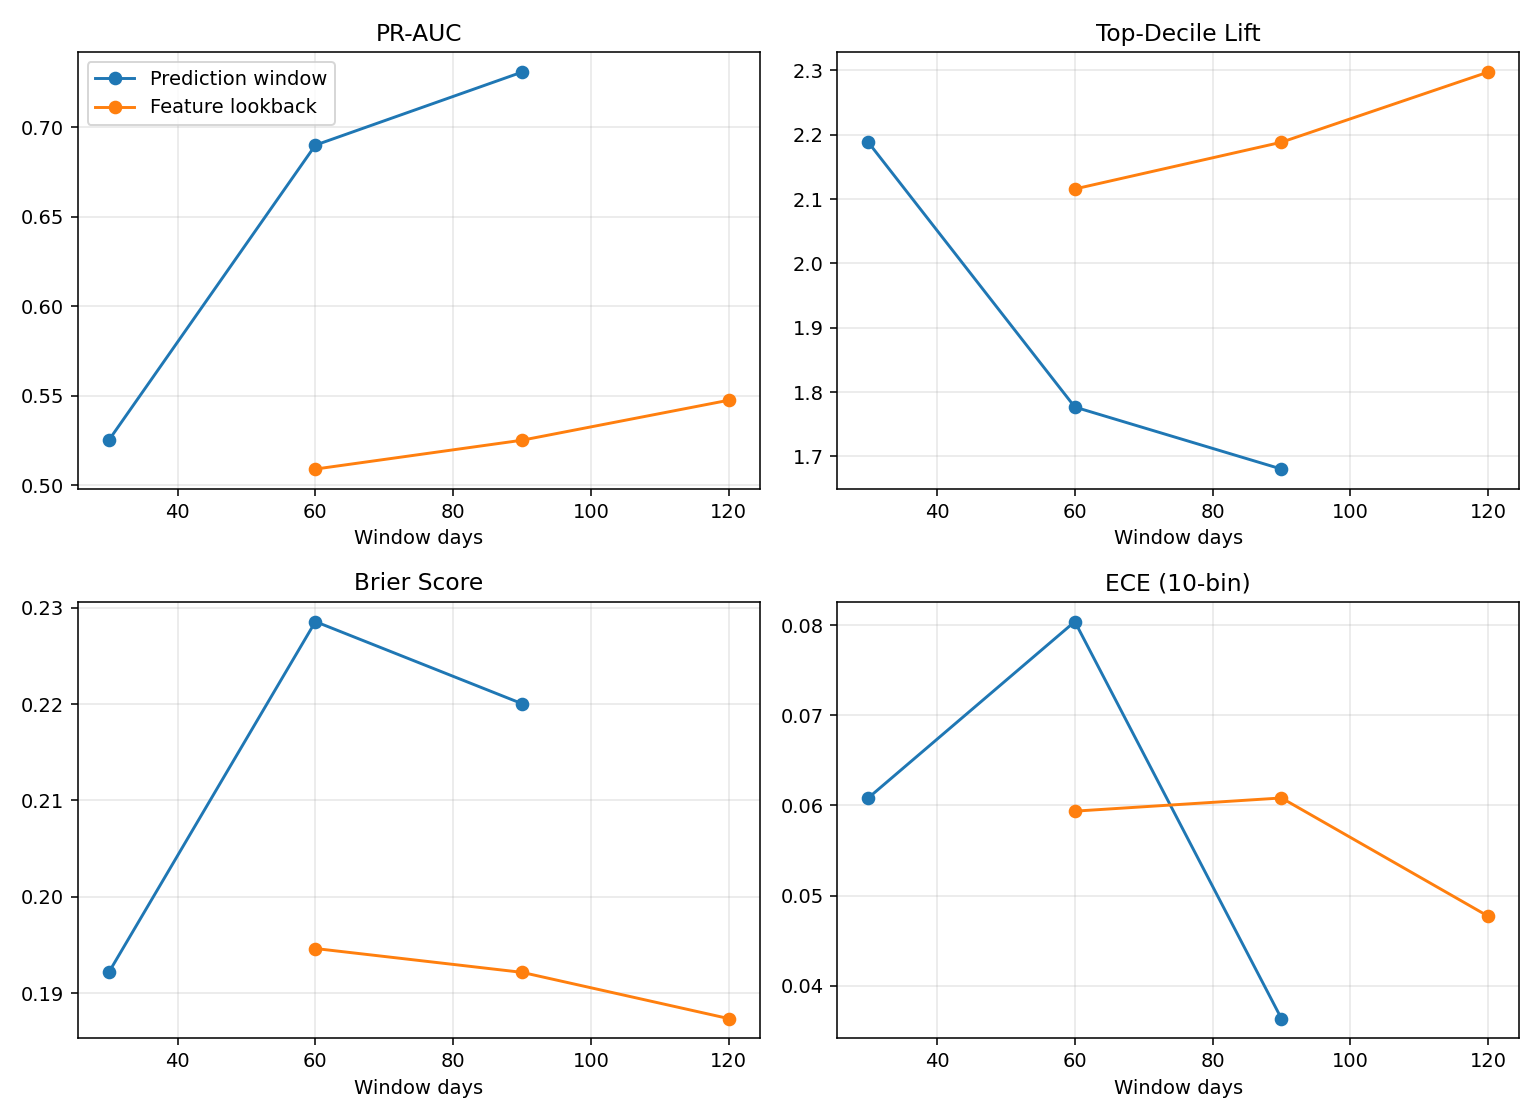 PR-AUC
Prediction window
Feature lookback
0.70
0.65
0.60
0.55
0.50
40 60 80 100 120
Window days
Top-Decile Lift
2.3
2.2
2.1
2.0
1.9
1.8
1.7
40 60 80 100 120
Window days
Brier Score
0.23
0.22
0.21
0.20
0.19
40 60 80 100 120
Window days
ECE (10-bin)
0.08
0.07
0.06
0.05
0.04
40 60 80 100 120
Window days